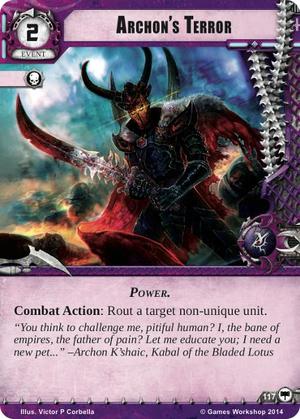 2
EVENT
ARCHON'S TERROR
POWER.
Combat Action: Rout a target non-unique unit.
"You think to challenge me, pitiful human? I, the bane of
empires, the father of pain? Let me educate you; I need a
new pet..." –Archon K'shaic, Kabal of the Bladed Lotus
117
Illus. Victor P Corbella
© Games Workshop 2014